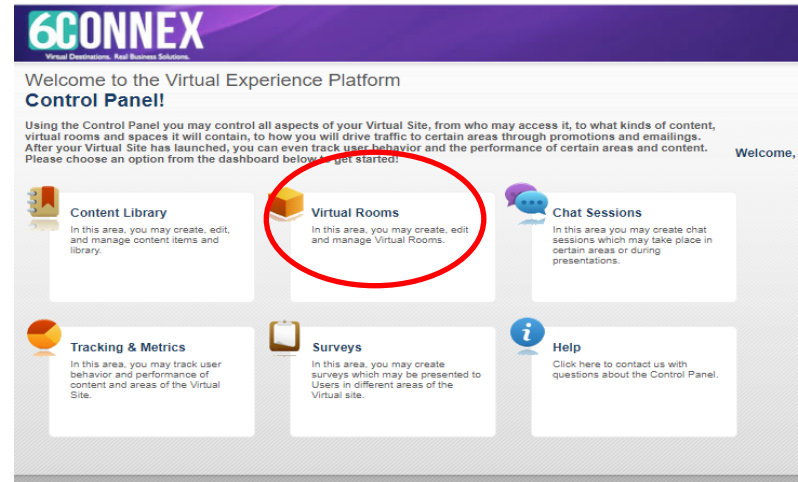 6CONNEX
Virtual Destinations. Real Business Solutions.
Welcome to the Virtual Experience Platform
Control Panel!
Using the Control Panel you may control all aspects of your Virtual Site, from who may access it, to what kinds of content,
virtual rooms and spaces it will contain, to how you will drive traffic to certain areas through promotions and emailings.
After your Virtual Site has launched, you can even track user behavior and the performance of certain areas and content.
Please choose an option from the dashboard below to get started!
Welcome,
Content Library
In this area, you may create, edit,
and manage content items and
library.
Virtual Rooms
In this area, you may create, edit
and manage Virtual Rooms.
Chat Sessions
In this area you may create chat
sessions which may take place in
certain areas or during
presentations.
Tracking & Metrics
In this area, you may track user
behavior and performance of
content and areas of the Virtual
Site.
Surveys
In this area, you may create
surveys which may be presented to
Users in different areas of the
Virtual site.
Help
Click here to contact us with
questions about the Control Panel.